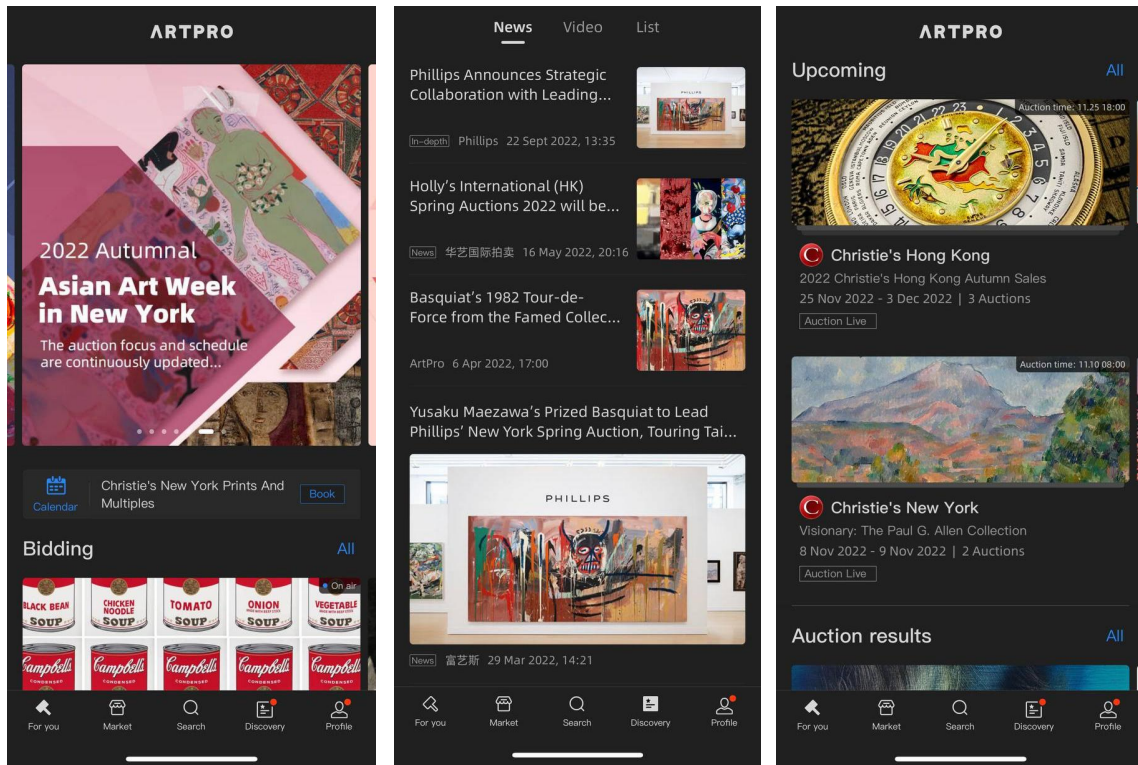 ARTPRO
2022 Autumnal
Asian Art Week
in New York
The auction focus and schedule
are continuously updated...
Calendar
Christie's New York Prints And
Multiples
Book
Bidding
All
On air
BLACK BEAN
SOUP
CHICKEN
NOODLE
SOUP
TOMATO
SOUP
ONION
SOUP
VEGETABLE
SOUP
Campbell's
CONDENSED
Campbell's
CONDENSED
Campbell's
CONDENSED
Campbell's
CONDENSED
Campbell's
CONDENSED
For you
Market
Search
Discovery
Profile
News
Video
List
Phillips Announces Strategic
Collaboration with Leading...
PHILLIPS
In-depth Phillips 22 Sept 2022, 13:35
Holly's International (HK)
Spring Auctions 2022 will be...
News 华艺国际拍卖 16 May 2022, 20:16
Basquiat's 1982 Tour-de-
Force from the Famed Collec...
ArtPro 6 Apr 2022, 17:00
Yusaku Maezawa's Prized Basquiat to Lead
Phillips' New York Spring Auction, Touring Tai...
PHILLIPS
News 富艺斯 29 Mar 2022, 14:21
For you
Market
Search
Discovery
Profile
ARTPRO
Upcoming
All
Auction time: 11.25 18:00
Christie's Hong Kong
2022 Christie's Hong Kong Autumn Sales
25 Nov 2022 - 3 Dec 2022 | 3 Auctions
Auction Live
Auction time: 11.10 08:00
Christie's New York
Visionary: The Paul G. Allen Collection
8 Nov 2022 - 9 Nov 2022 | 2 Auctions
Auction Live
Auction results
All
For you
Market
Search
Discovery
Profile